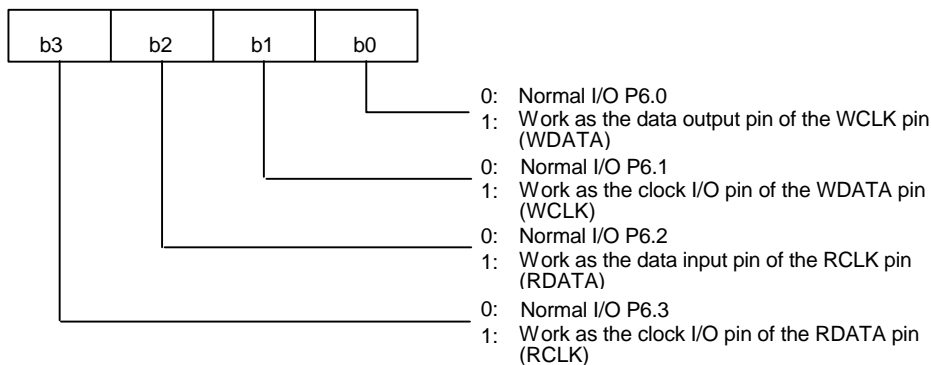 b3 b2 b1 b0
0: Normal I/O P6.0
1: Work as the data output pin of the WCLK pin
(WDATA)
0: Normal I/O P6.1
1: Work as the clock I/O pin of the WDATA pin
(WCLK)
0: Normal I/O P6.2
1: Work as the data input pin of the RCLK pin
(RDATA)
0: Normal I/O P6.3
1: Work as the clock I/O pin of the RDATA pin
(RCLK)